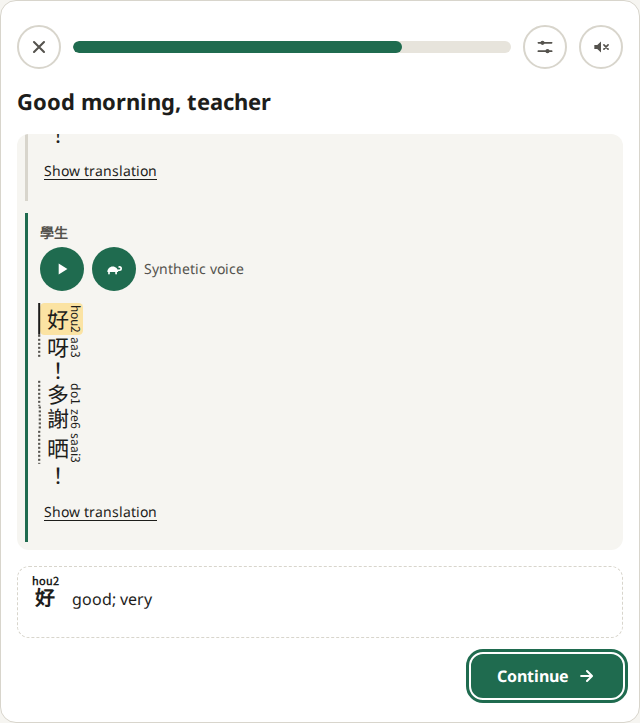 Good morning, teacher
！
Show translation
學生
Synthetic voice
好呀！多謝晒！
hou2 aa3 do1 ze6 saai3
Show translation
hou2
好 good; very
Continue